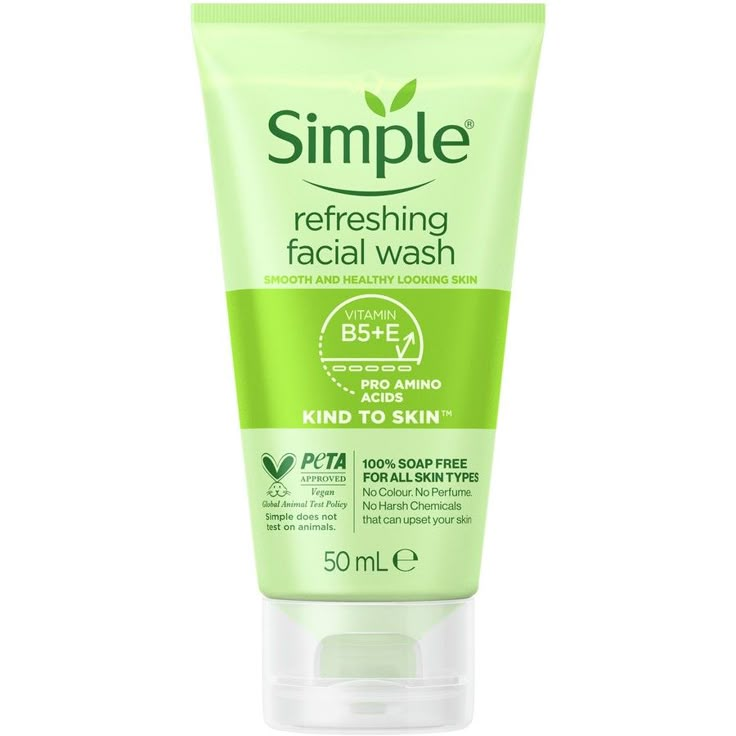 Simple®
refreshing
facial wash
SMOOTH AND HEALTHY LOOKING SKIN
VITAMIN
B5+E
PRO AMINO
ACIDS
KIND TO SKIN™
PETA
APPROVED
Vegan
Global Animal Test Policy
Simple does not
test on animals.
100% SOAP FREE
FOR ALL SKIN TYPES
No Colour. No Perfume.
No Harsh Chemicals
that can upset your skin
50 mL ℮